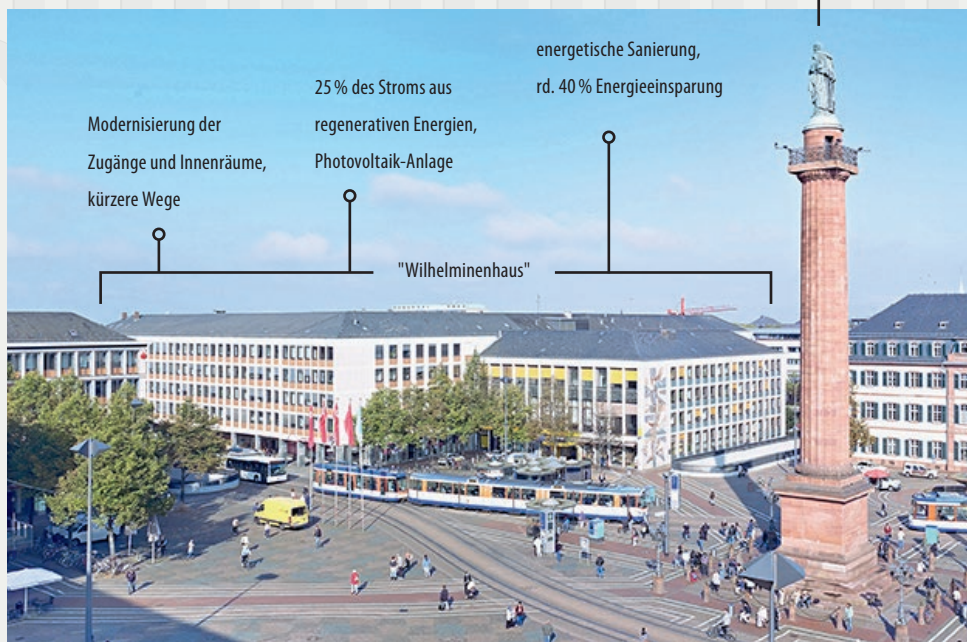 Modernisierung der
Zugänge und Innenräume,
kürzere Wege
25 % des Stroms aus
regenerativen Energien,
Photovoltaik-Anlage
energetische Sanierung,
rd. 40 % Energieeinsparung
"Wilhelminenhaus"